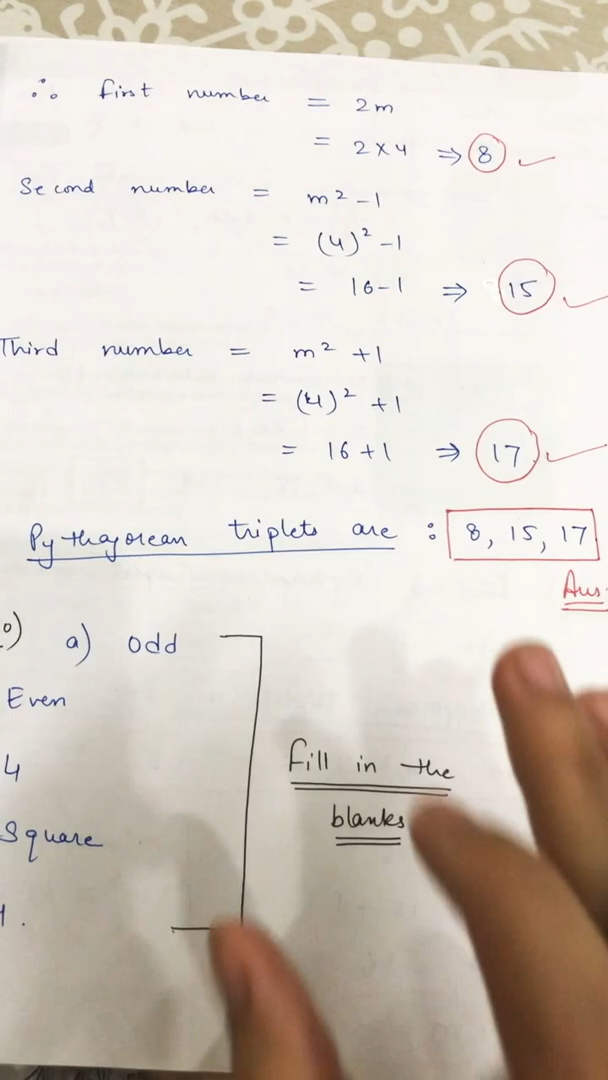 ∴ first number = 2m
= 2×4 ⇒ 8
Second number = m² -1
= (4)² -1
= 16-1 ⇒ 15
Third number = m² +1
= (4)² +1
= 16+1 ⇒ 17
Pythagorean triplets are : 8, 15, 17
Ans
a) odd
Even
4
Square
fill in the
blanks